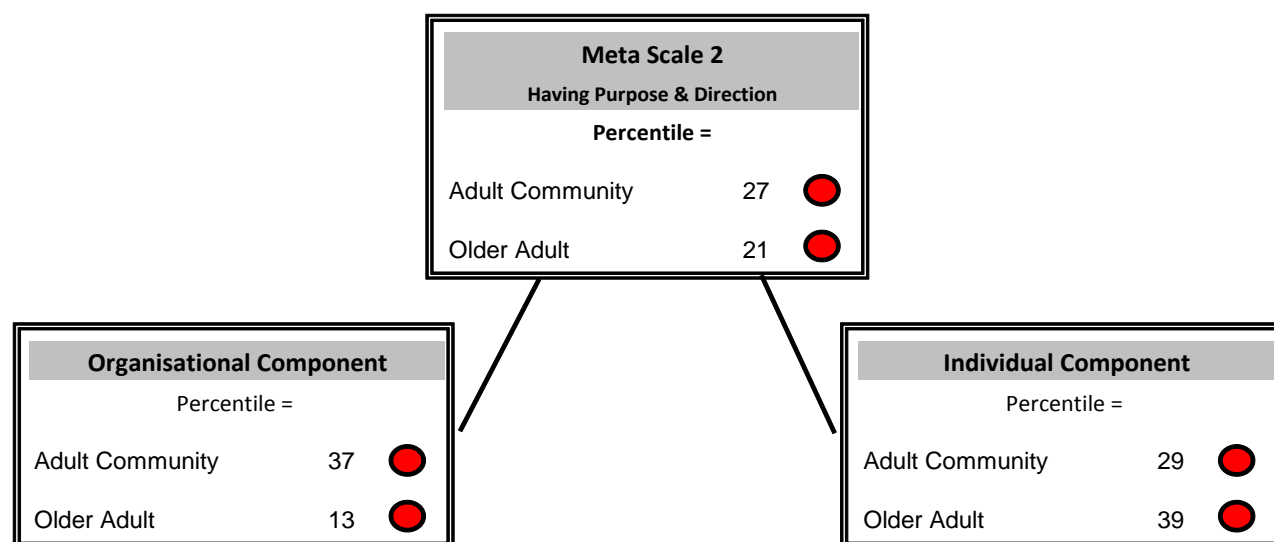 Meta Scale 2
Having Purpose & Direction
Percentile =
Adult Community 27
Older Adult 21
Organisational Component
Percentile =
Adult Community 37
Older Adult 13
Individual Component
Percentile =
Adult Community 29
Older Adult 39